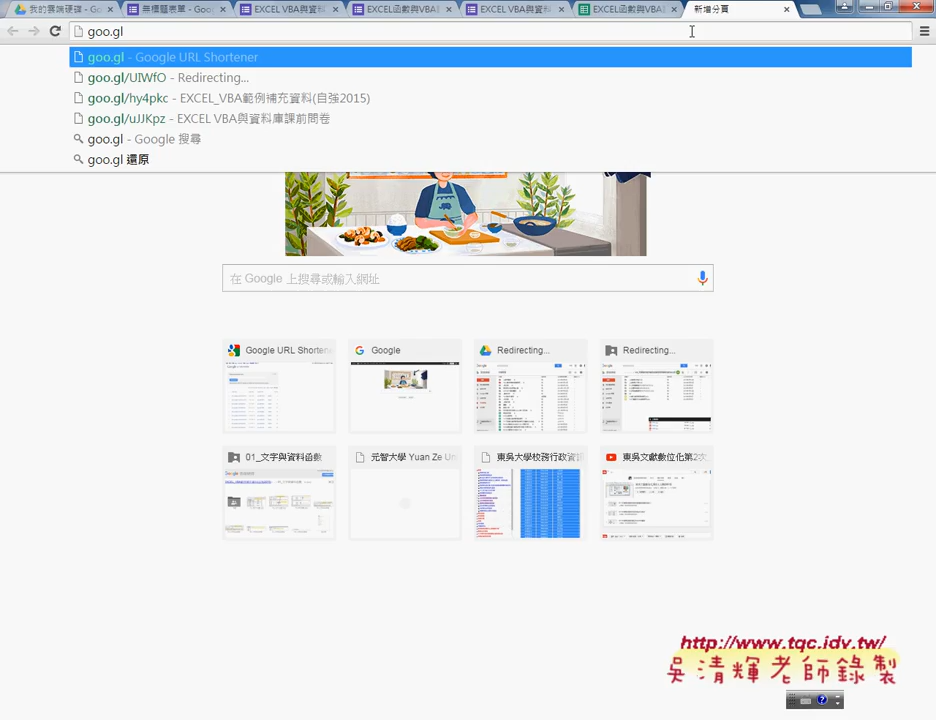 我的雲端硬碟 - Go
無標題表單 - Goo
EXCEL VBA與資料
EXCEL函數與VBA
EXCEL VBA與資料
EXCEL函數與VBA
新增分頁
goo.gl
goo.gl - Google URL Shortener
goo.gl/UIWfO - Redirecting...
goo.gl/hy4pkc - EXCEL_VBA範例補充資料(自強2015)
goo.gl/uJJKpz - EXCEL VBA與資料庫課前問卷
goo.gl - Google 搜尋
goo.gl 還原
在 Google 上搜尋或輸入網址
Google URL Shorten
Google
Redirecting...
Redirecting...
01_文字與資料函數
元智大學 Yuan Ze Un
東吳大學校務行政資訊
東吳文獻數位化第2次
http://www.tqc.idv.tw/
吳清輝老師錄製